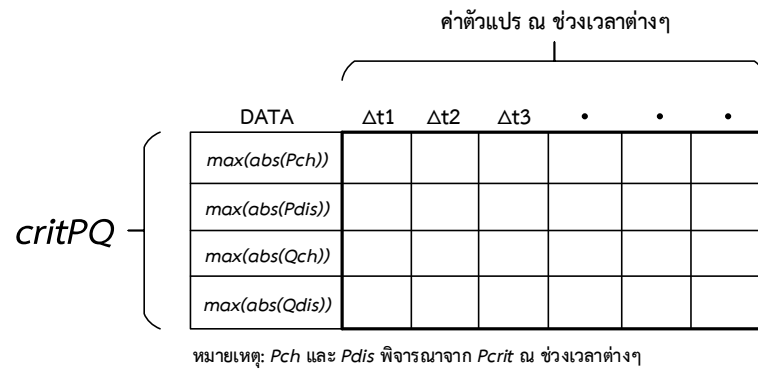 ค่าตัวแปร ณ ช่วงเวลาต่างๆ
DATA Δt1 Δt2 Δt3 • • •
max(abs(Pch))
max(abs(Pdis))
critPQ
max(abs(Qch))
max(abs(Qdis))
หมายเหตุ: Pch และ Pdis พิจารณาจาก Pcrit ณ ช่วงเวลาต่างๆ